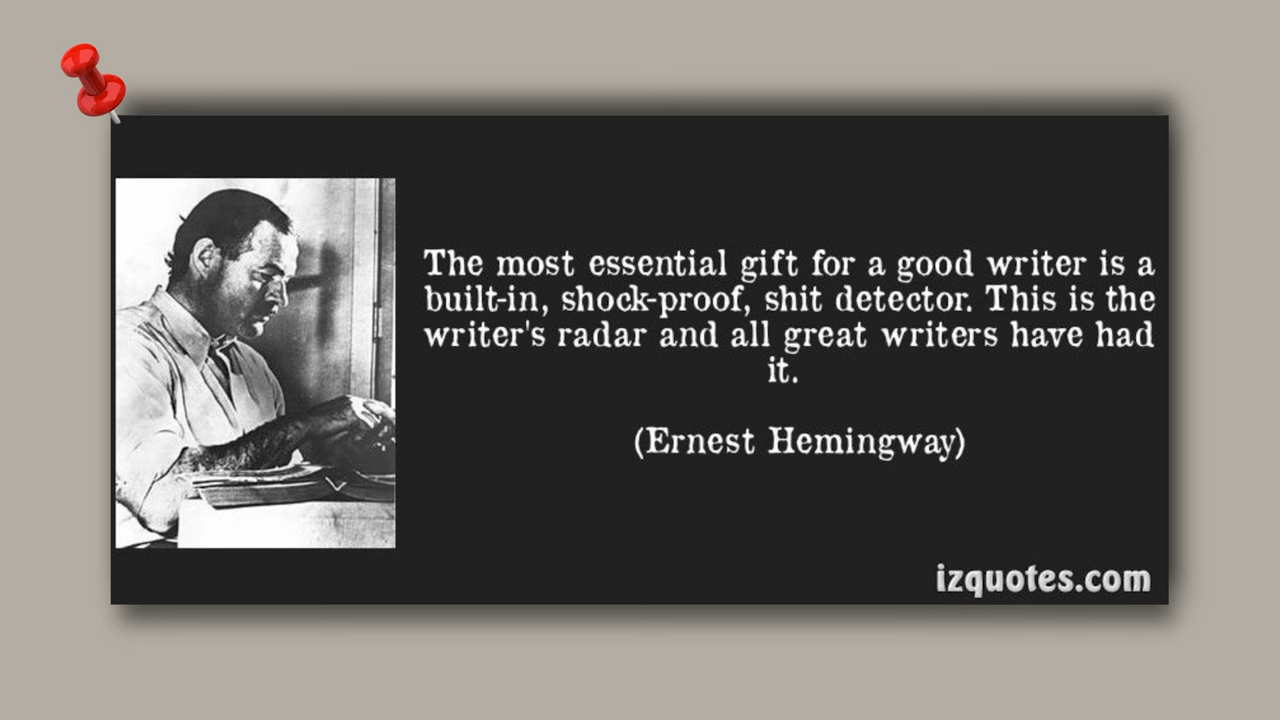 The most essential gift for a good writer is a
built-in, shock-proof, shit detector. This is the
writer's radar and all great writers have had
it.
(Ernest Hemingway)
izquotes.com